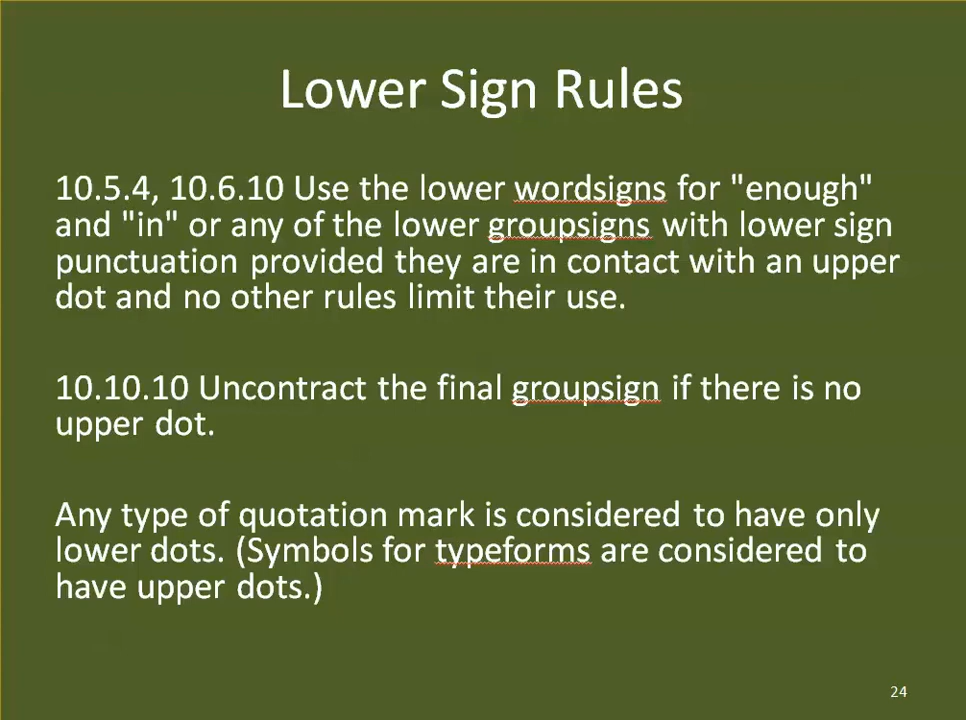 Lower Sign Rules
10.5.4, 10.6.10 Use the lower wordsigns for "enough"
and "in" or any of the lower groupsigns with lower sign
punctuation provided they are in contact with an upper
dot and no other rules limit their use.
10.10.10 Uncontract the final groupsign if there is no
upper dot.
Any type of quotation mark is considered to have only
lower dots. (Symbols for typeforms are considered to
have upper dots.)
24